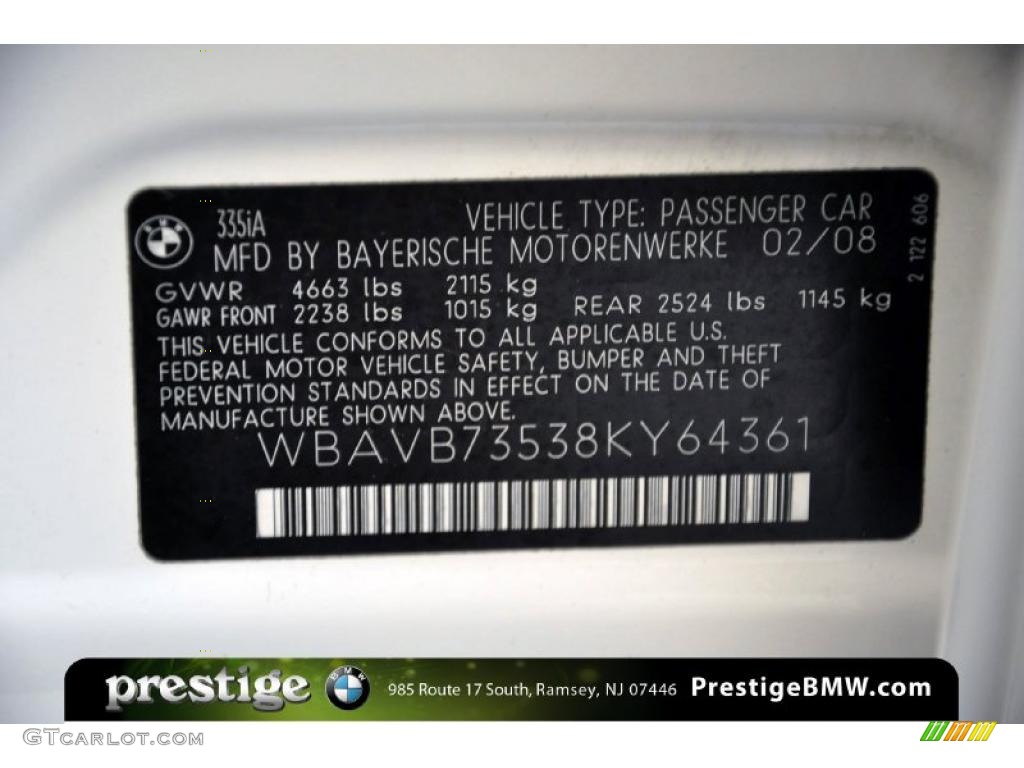 335iA VEHICLE TYPE: PASSENGER CAR
MFD BY BAYERISCHE MOTORENWERKE 02/08
GVWR 4663 lbs 2115 kg
GAWR FRONT 2238 lbs 1015 kg REAR 2524 lbs 1145 kg
THIS VEHICLE CONFORMS TO ALL APPLICABLE U.S.
FEDERAL MOTOR VEHICLE SAFETY, BUMPER AND THEFT
PREVENTION STANDARDS IN EFFECT ON THE DATE OF
MANUFACTURE SHOWN ABOVE.
WBAVB73538KY64361
2 122 606
prestige BMW 985 Route 17 South, Ramsey, NJ 07446 PrestigeBMW.com
GTCARLOT.COM